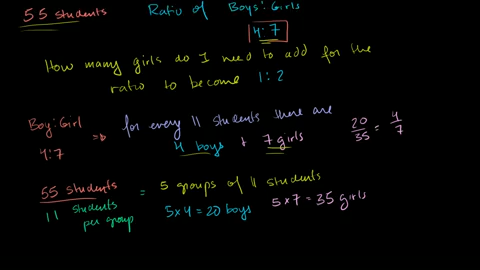 55 students Ratio of Boys:Girls
4:7
How many girls do I need to add for the
ratio to become 1:2
Boy:Girl => for every 11 students there are
4:7 4 boys + 7 girls 20/35 = 4/7
55 students = 5 groups of 11 students
11 students per group 5×4=20 boys 5×7=35 girls